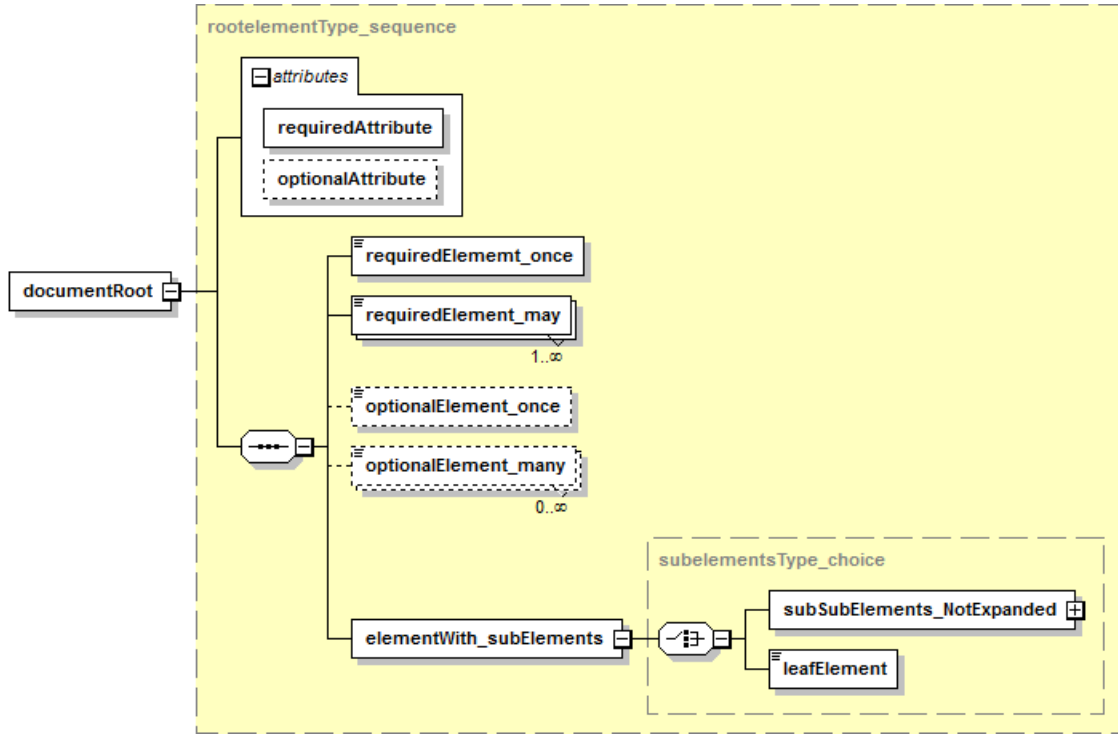 rootelementType_sequence
attributes
requiredAttribute
optionalAttribute
requiredElememt_once
documentRoot
requiredElement_may
1..∞
optionalElement_once
optionalElement_many
0..∞
subelementsType_choice
subSubElements_NotExpanded
elementWith_subElements
leafElement